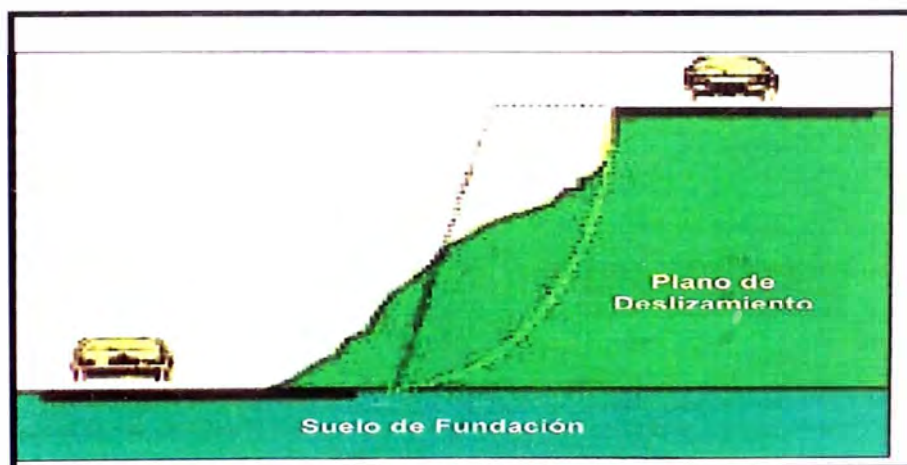 Plano de
Deslizamiento
Suelo de Fundación